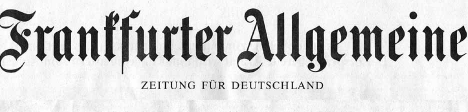 Frankfurter Allgemeine
ZEITUNG FÜR DEUTSCHLAND